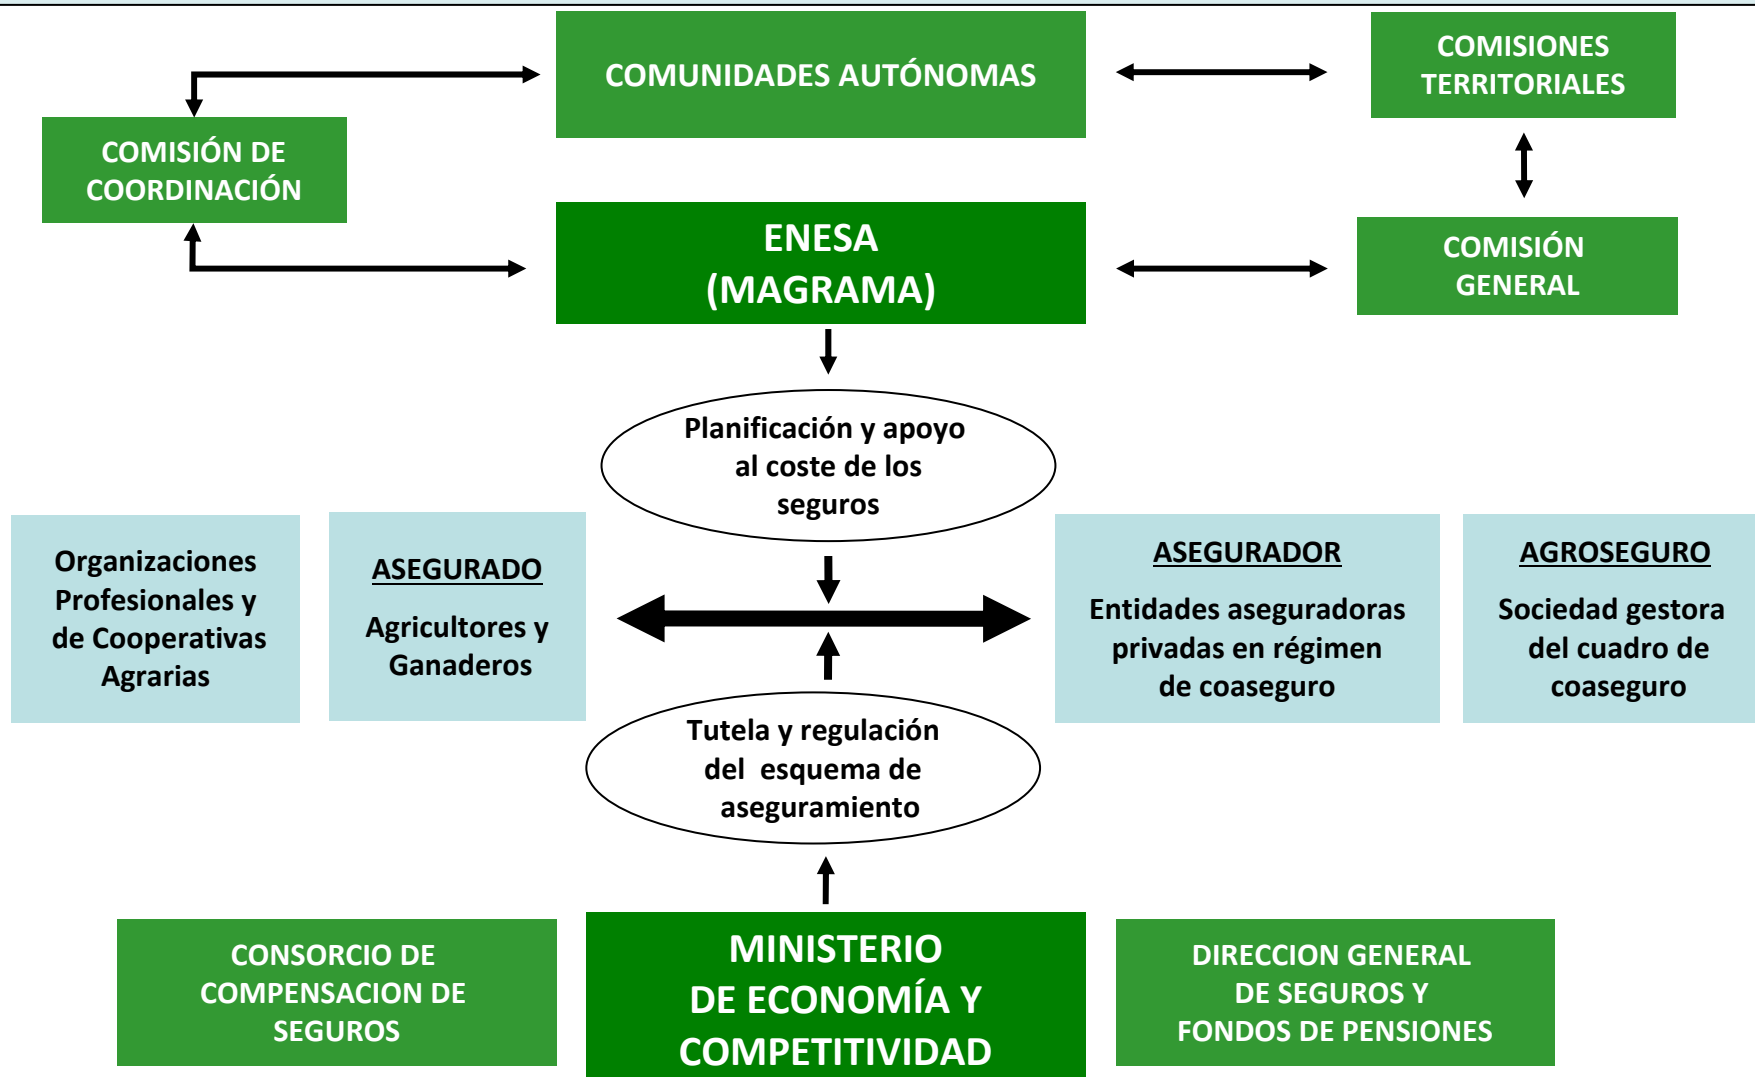 COMUNIDADES AUTÓNOMAS
COMISIONES
TERRITORIALES
COMISIÓN DE
COORDINACIÓN
ENESA
(MAGRAMA)
COMISIÓN
GENERAL
Planificación y apoyo
al coste de los
seguros
Organizaciones
Profesionales y
de Cooperativas
Agrarias
ASEGURADO
Agricultores y
Ganaderos
ASEGURADOR
Entidades aseguradoras
privadas en régimen
de coaseguro
AGROSEGURO
Sociedad gestora
del cuadro de
coaseguro
Tutela y regulación
del esquema de
aseguramiento
CONSORCIO DE
COMPENSACION DE
SEGUROS
MINISTERIO
DE ECONOMÍA Y
COMPETITIVIDAD
DIRECCION GENERAL
DE SEGUROS Y
FONDOS DE PENSIONES